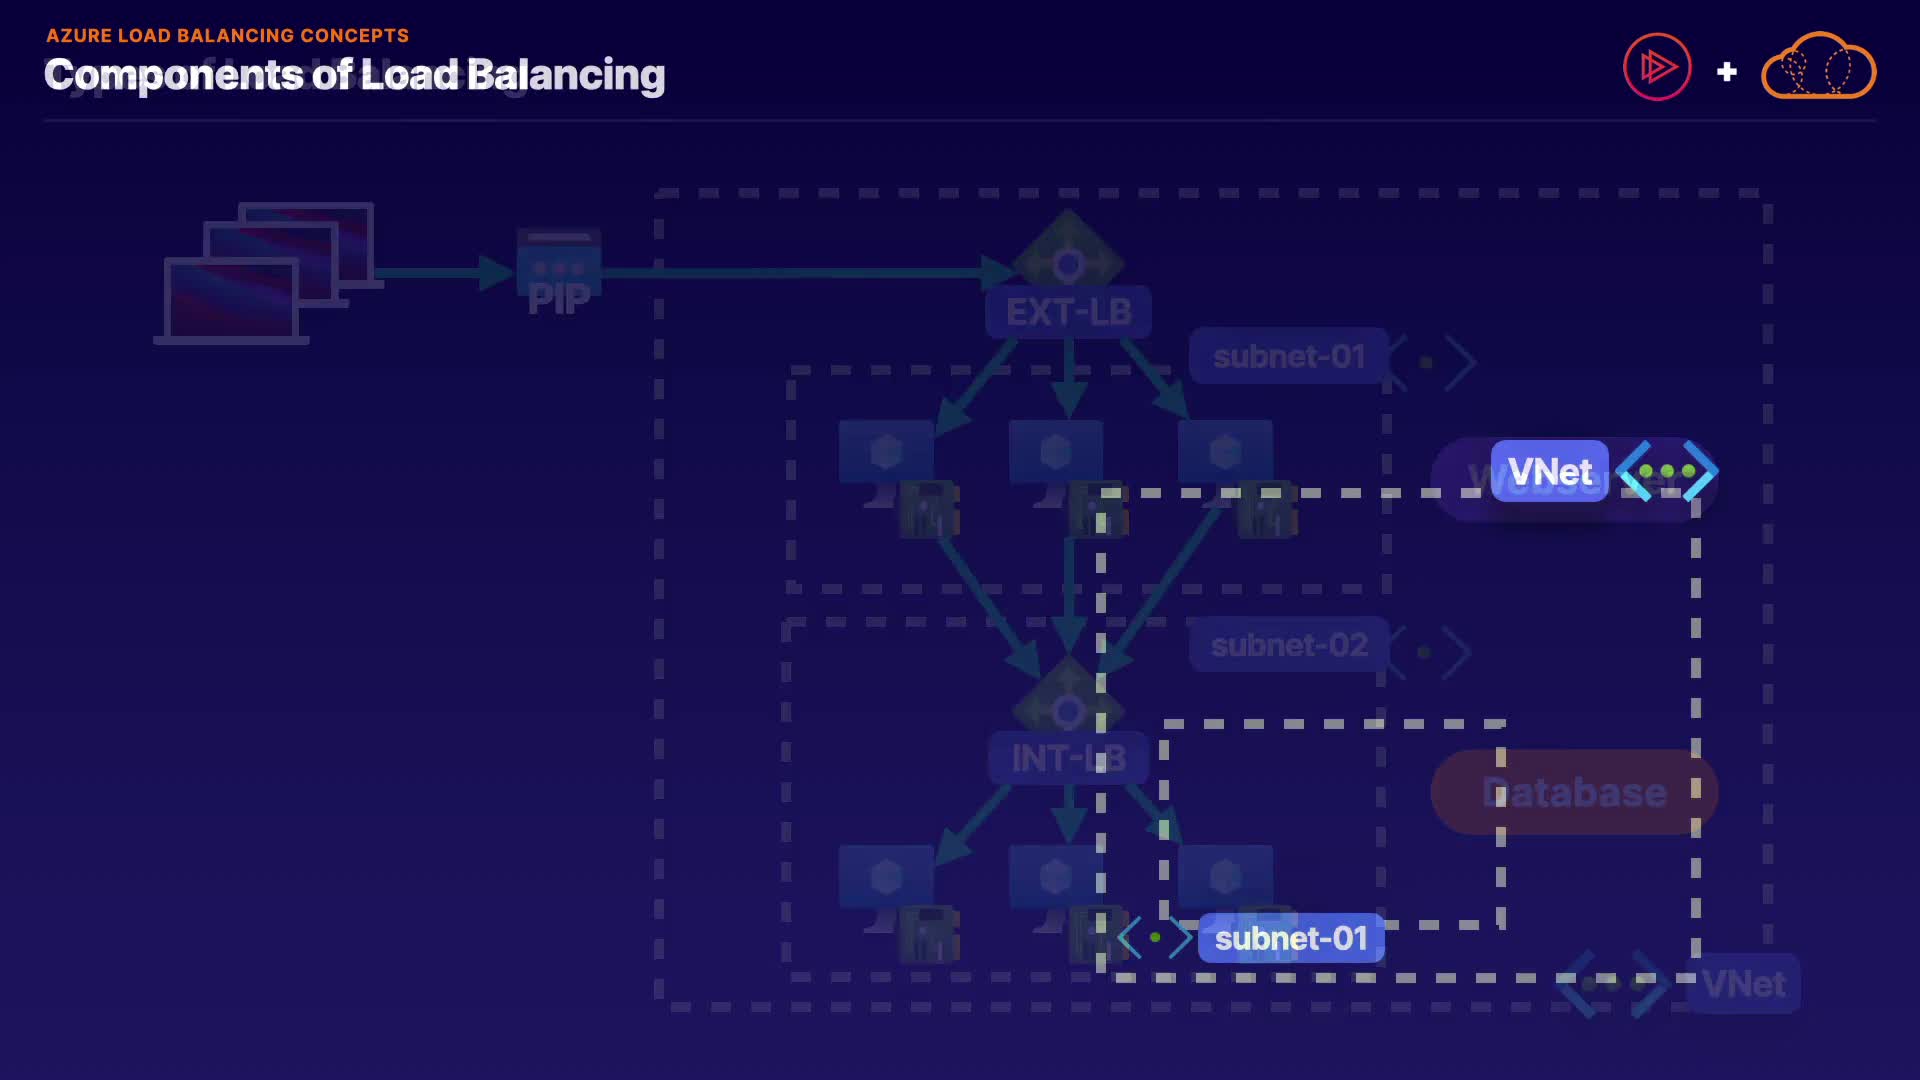 AZURE LOAD BALANCING CONCEPTS
Components of Load Balancing
PIP
EXT-LB
subnet-01
VNet
Webserver
subnet-02
INT-LB
Database
subnet-01
VNet